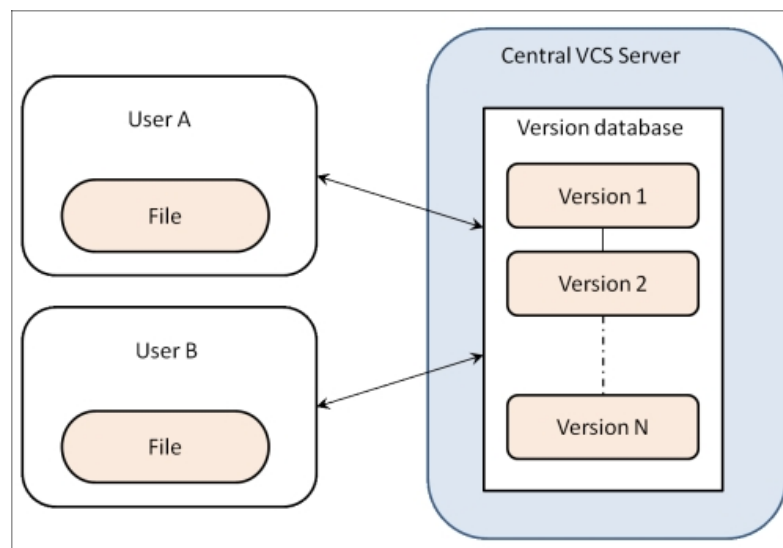 User A
File
User B
File
Central VCS Server
Version database
Version 1
Version 2
Version N